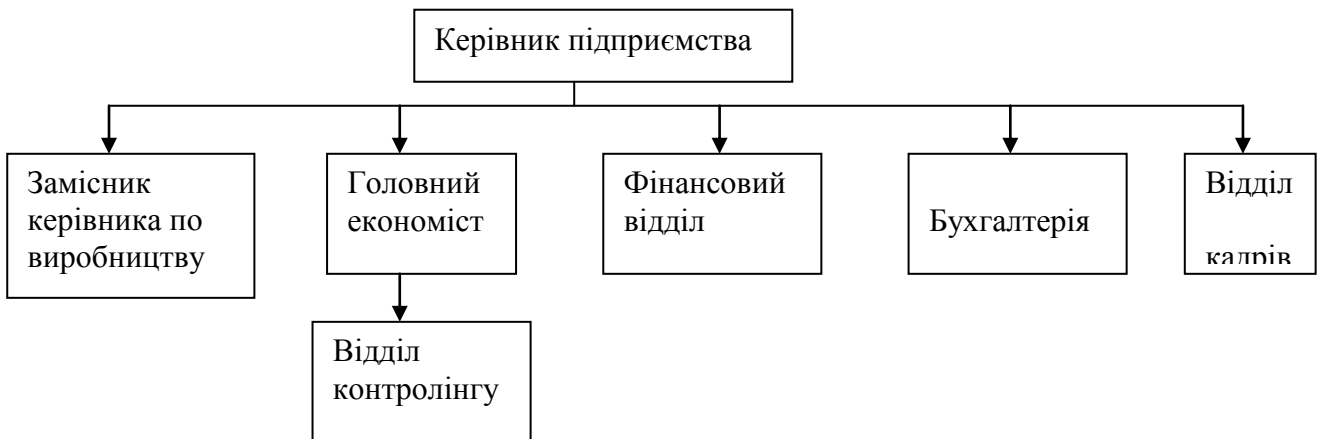 Керівник підприємства
Замісник
керівника по
виробництву
Головний
економіст
Фінансовий
відділ
Бухгалтерія
Відділ
кадрів
Відділ
контролінгу